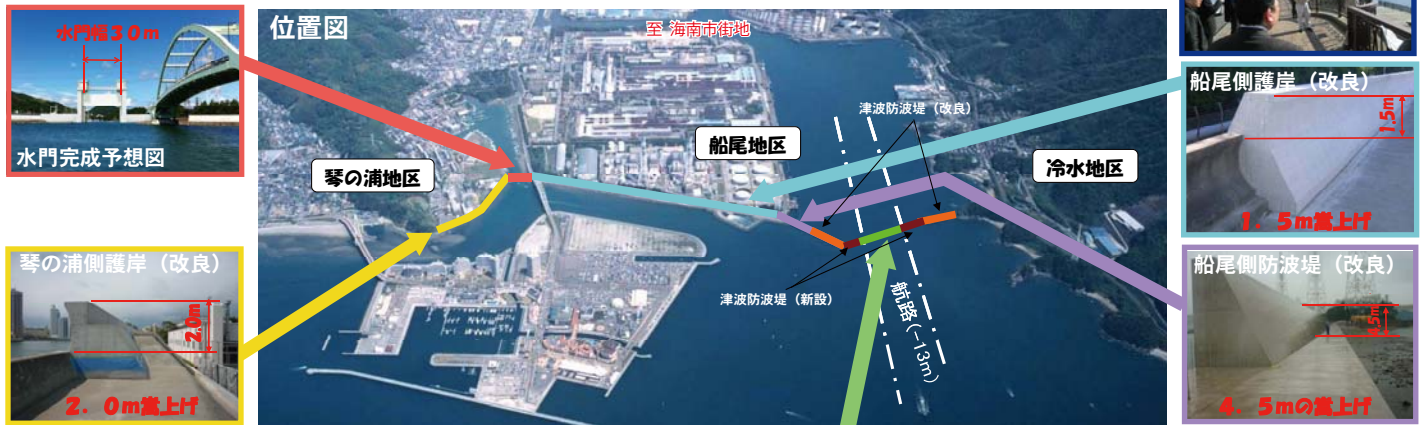 水門幅30m
水門完成予想図
琴の浦側護岸（改良）
2.0m
2．0m嵩上げ
位置図
至 海南市街地
津波防波堤（改良）
船尾地区
琴の浦地区
冷水地区
津波防波堤（新設）
航路(-13m)
船尾側護岸（改良）
1.5m
1．5m嵩上げ
船尾側防波堤（改良）
4.5m
4．5mの嵩上げ